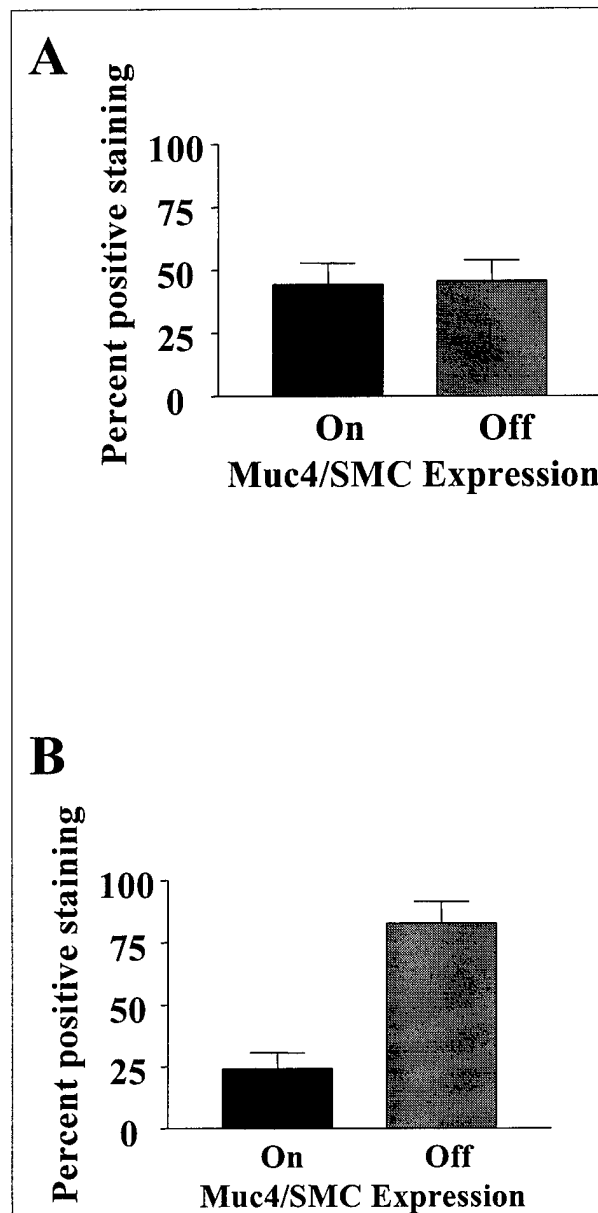 A
Percent positive staining
100
75
50
25
0
On Off
Muc4/SMC Expression
B
Percent positive staining
100
75
50
25
0
On Off
Muc4/SMC Expression